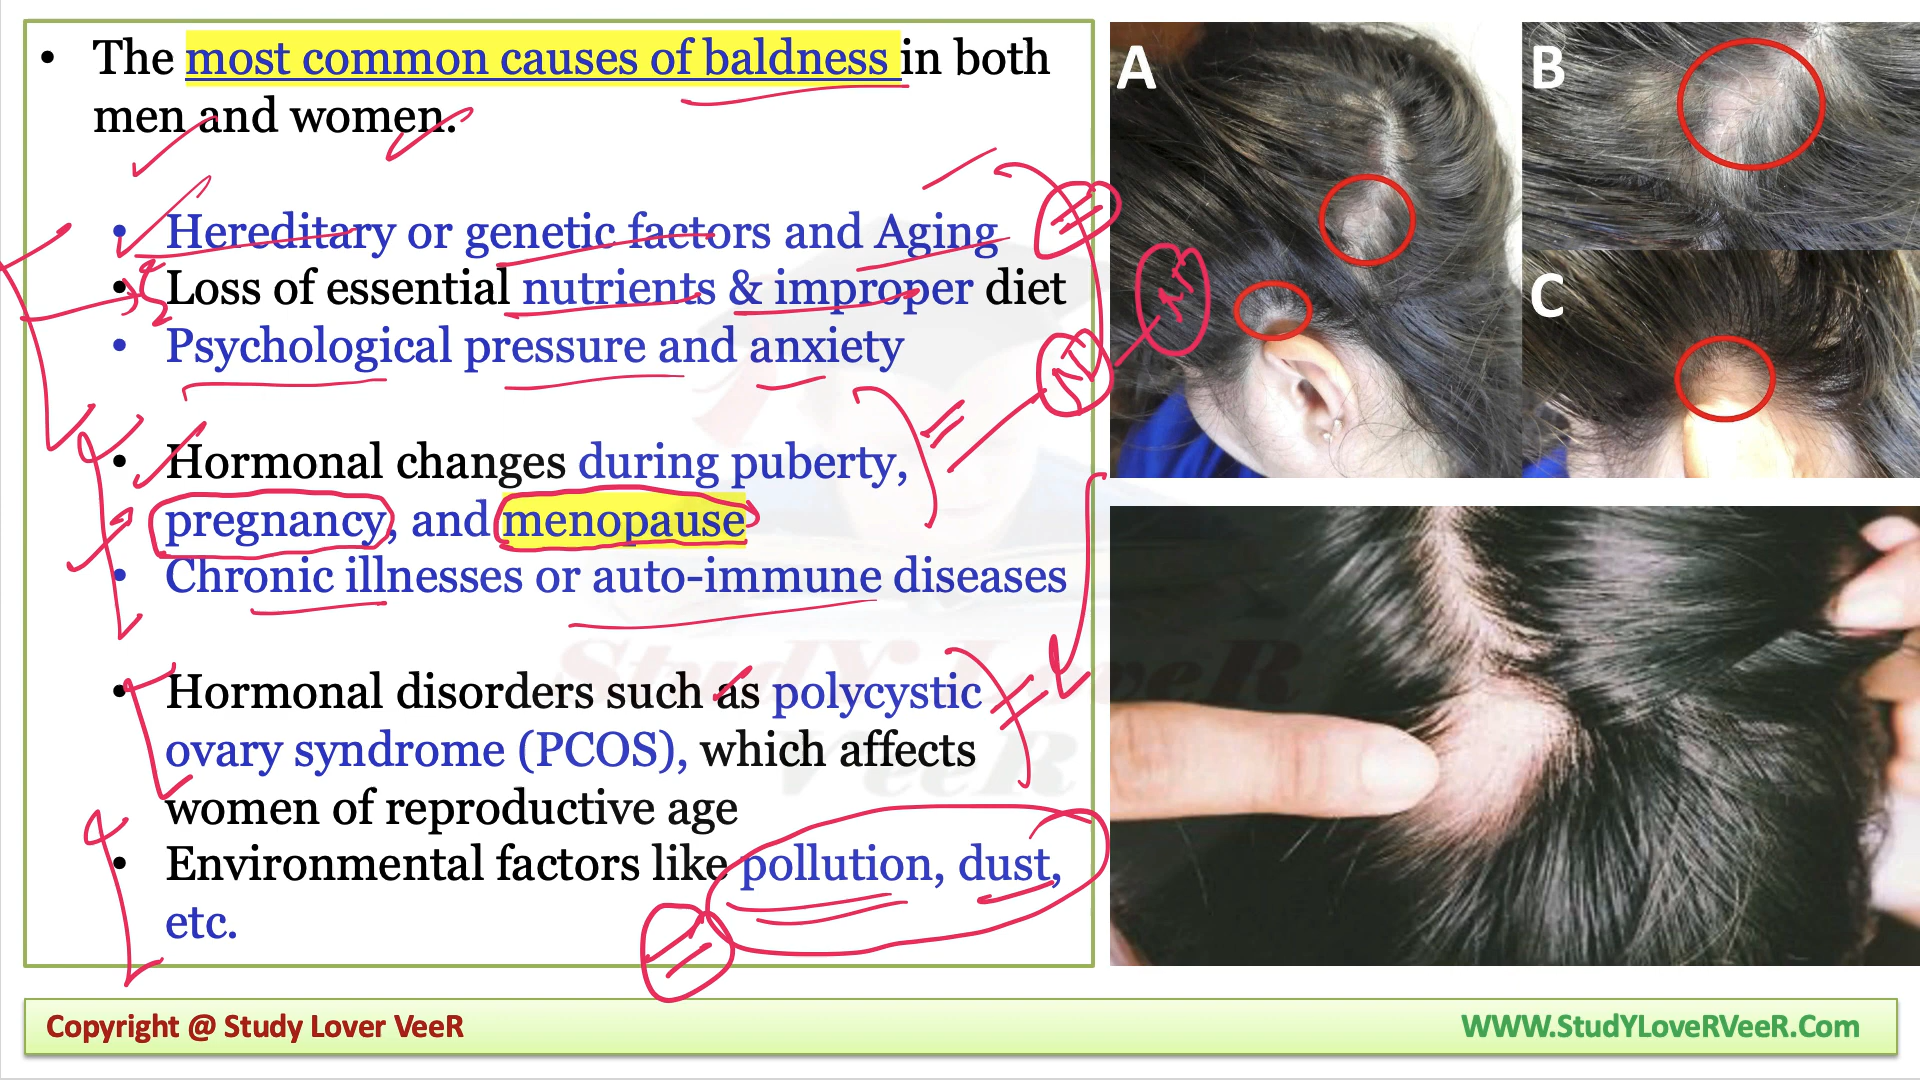 • The most common causes of baldness in both
men and women.
• Hereditary or genetic factors and Aging
• Loss of essential nutrients & improper diet
• Psychological pressure and anxiety
• Hormonal changes during puberty,
pregnancy, and menopause
• Chronic illnesses or auto-immune diseases
• Hormonal disorders such as polycystic
ovary syndrome (PCOS), which affects
women of reproductive age
• Environmental factors like pollution, dust,
etc.
A
B
C
StudY LoveR
VeeR
Copyright @ Study Lover VeeR
WWW.StudYLoveRVeeR.Com